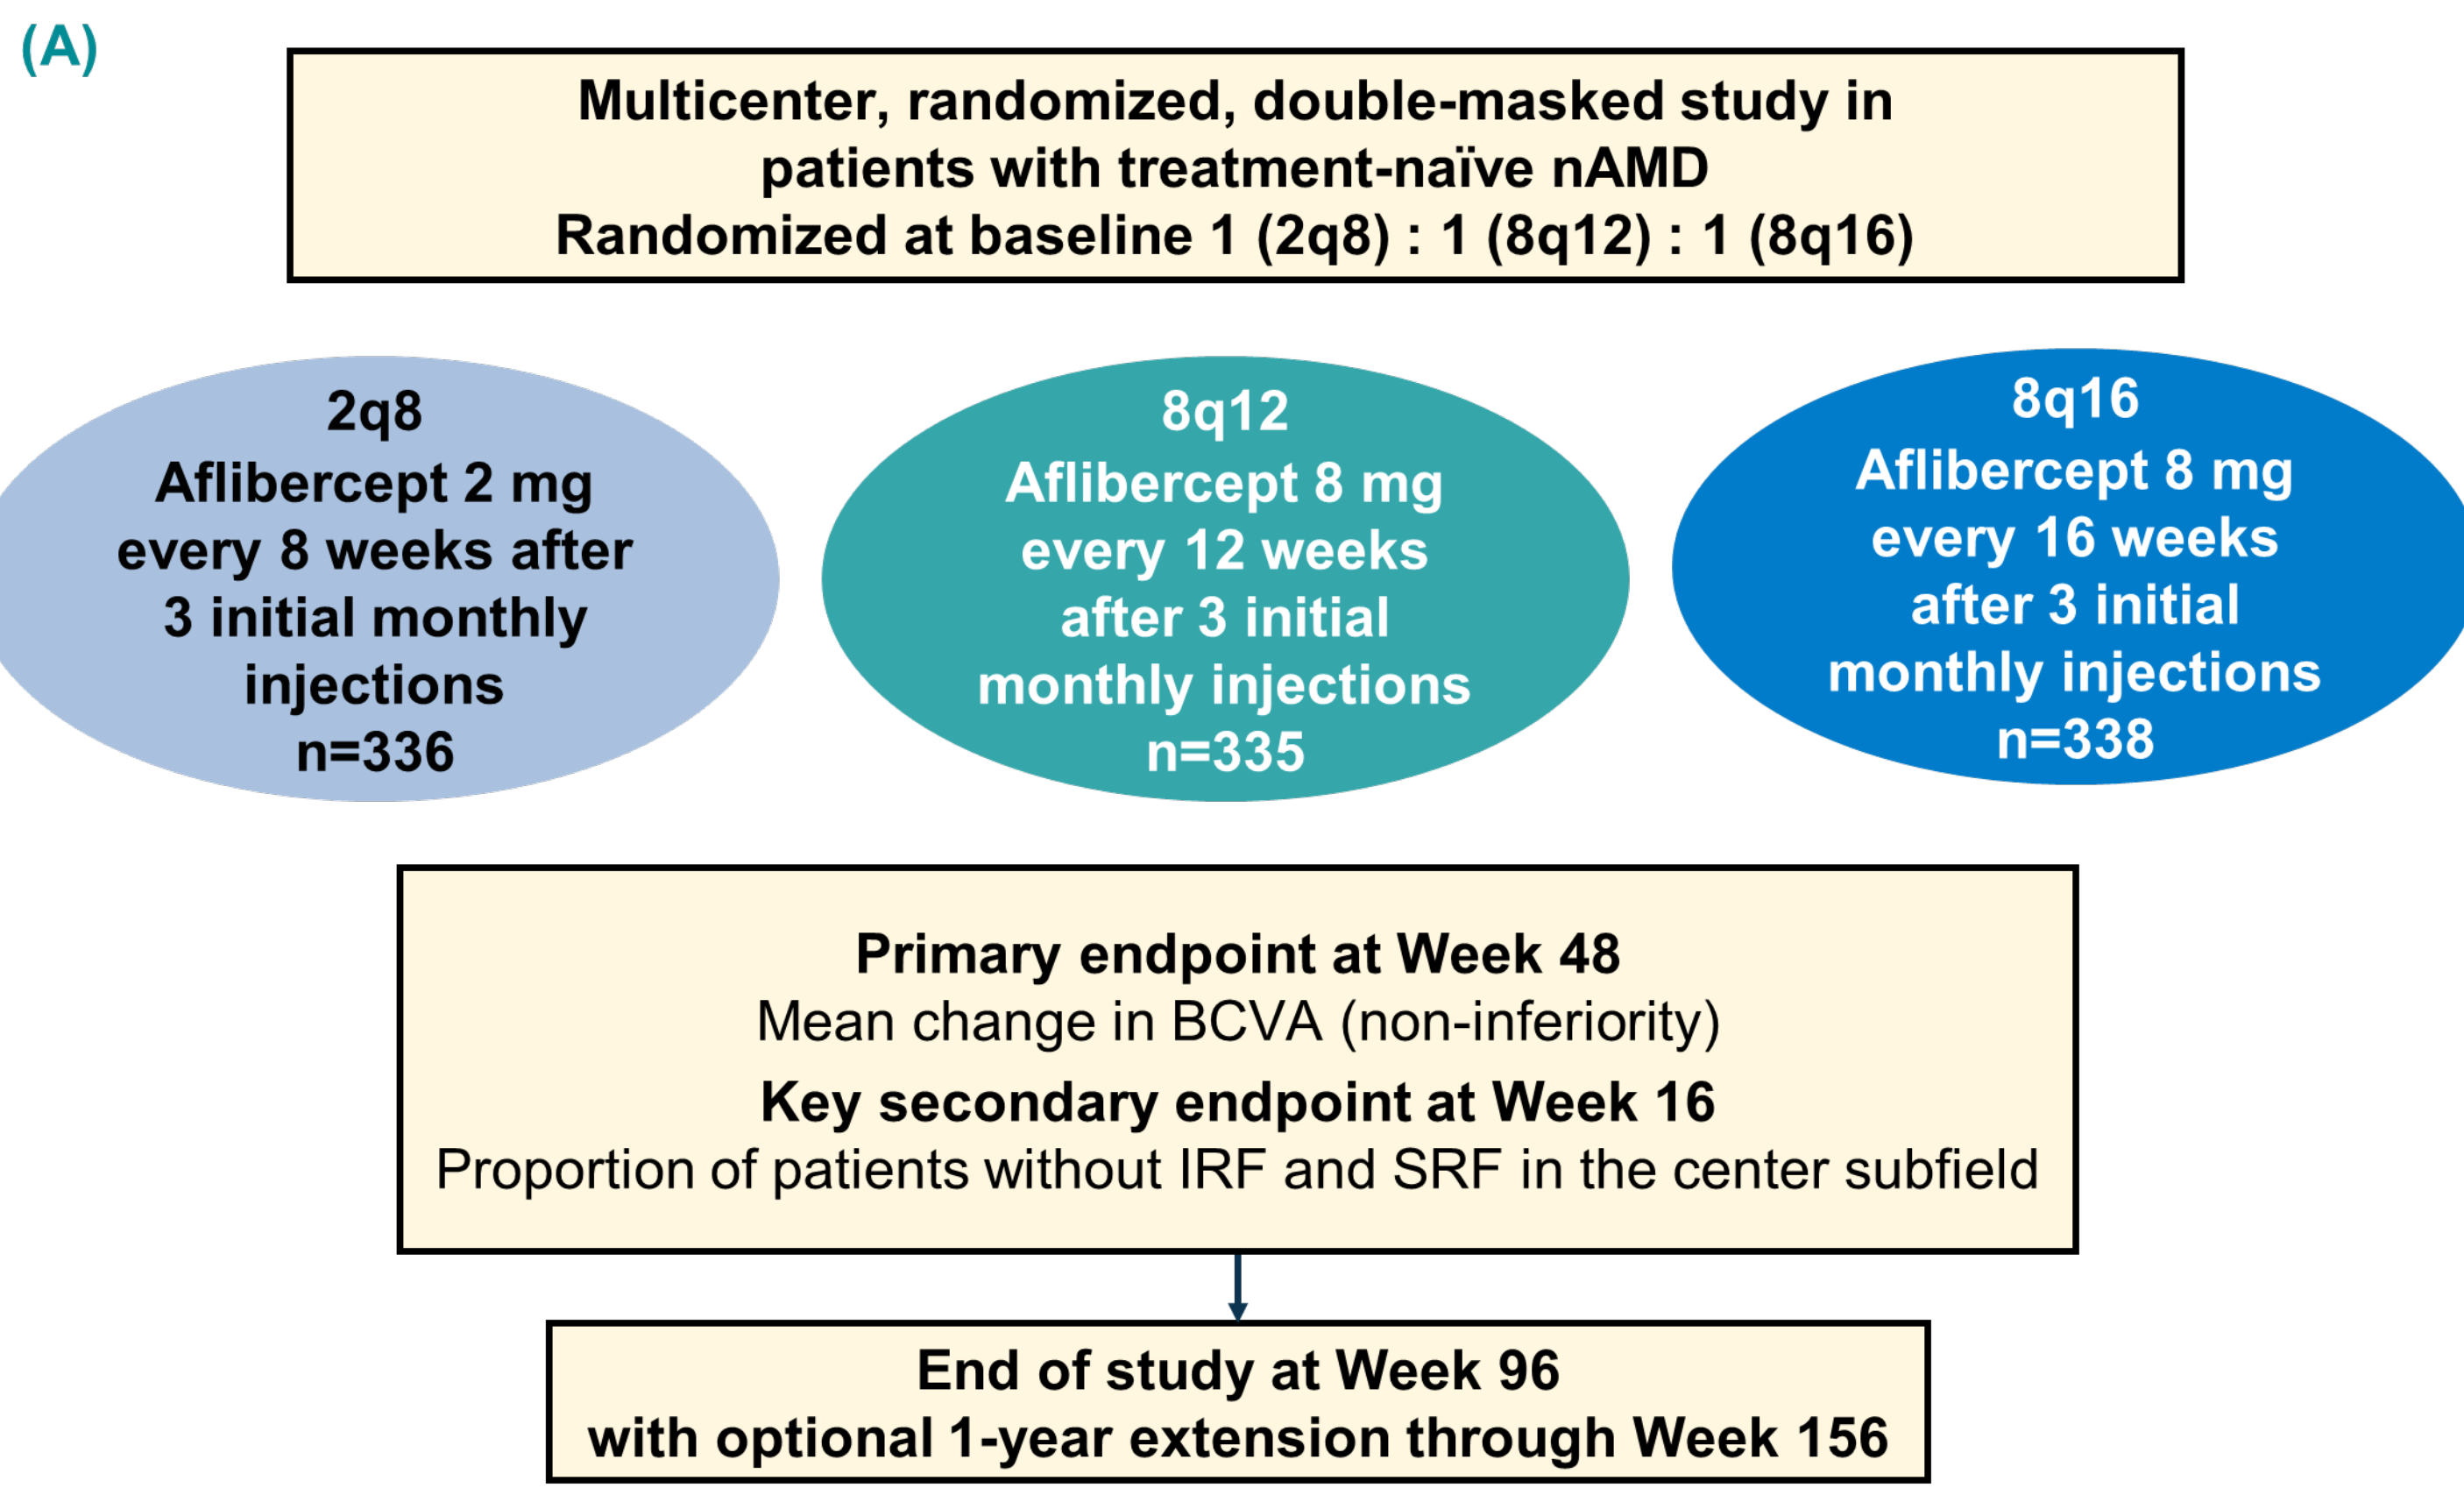 (A)
Multicenter, randomized, double-masked study in
patients with treatment-naïve nAMD
Randomized at baseline 1 (2q8) : 1 (8q12) : 1 (8q16)
2q8
Aflibercept 2 mg
every 8 weeks after
3 initial monthly
injections
n=336
8q12
Aflibercept 8 mg
every 12 weeks
after 3 initial
monthly injections
n=335
8q16
Aflibercept 8 mg
every 16 weeks
after 3 initial
monthly injections
n=338
Primary endpoint at Week 48
Mean change in BCVA (non-inferiority)
Key secondary endpoint at Week 16
Proportion of patients without IRF and SRF in the center subfield
End of study at Week 96
with optional 1-year extension through Week 156